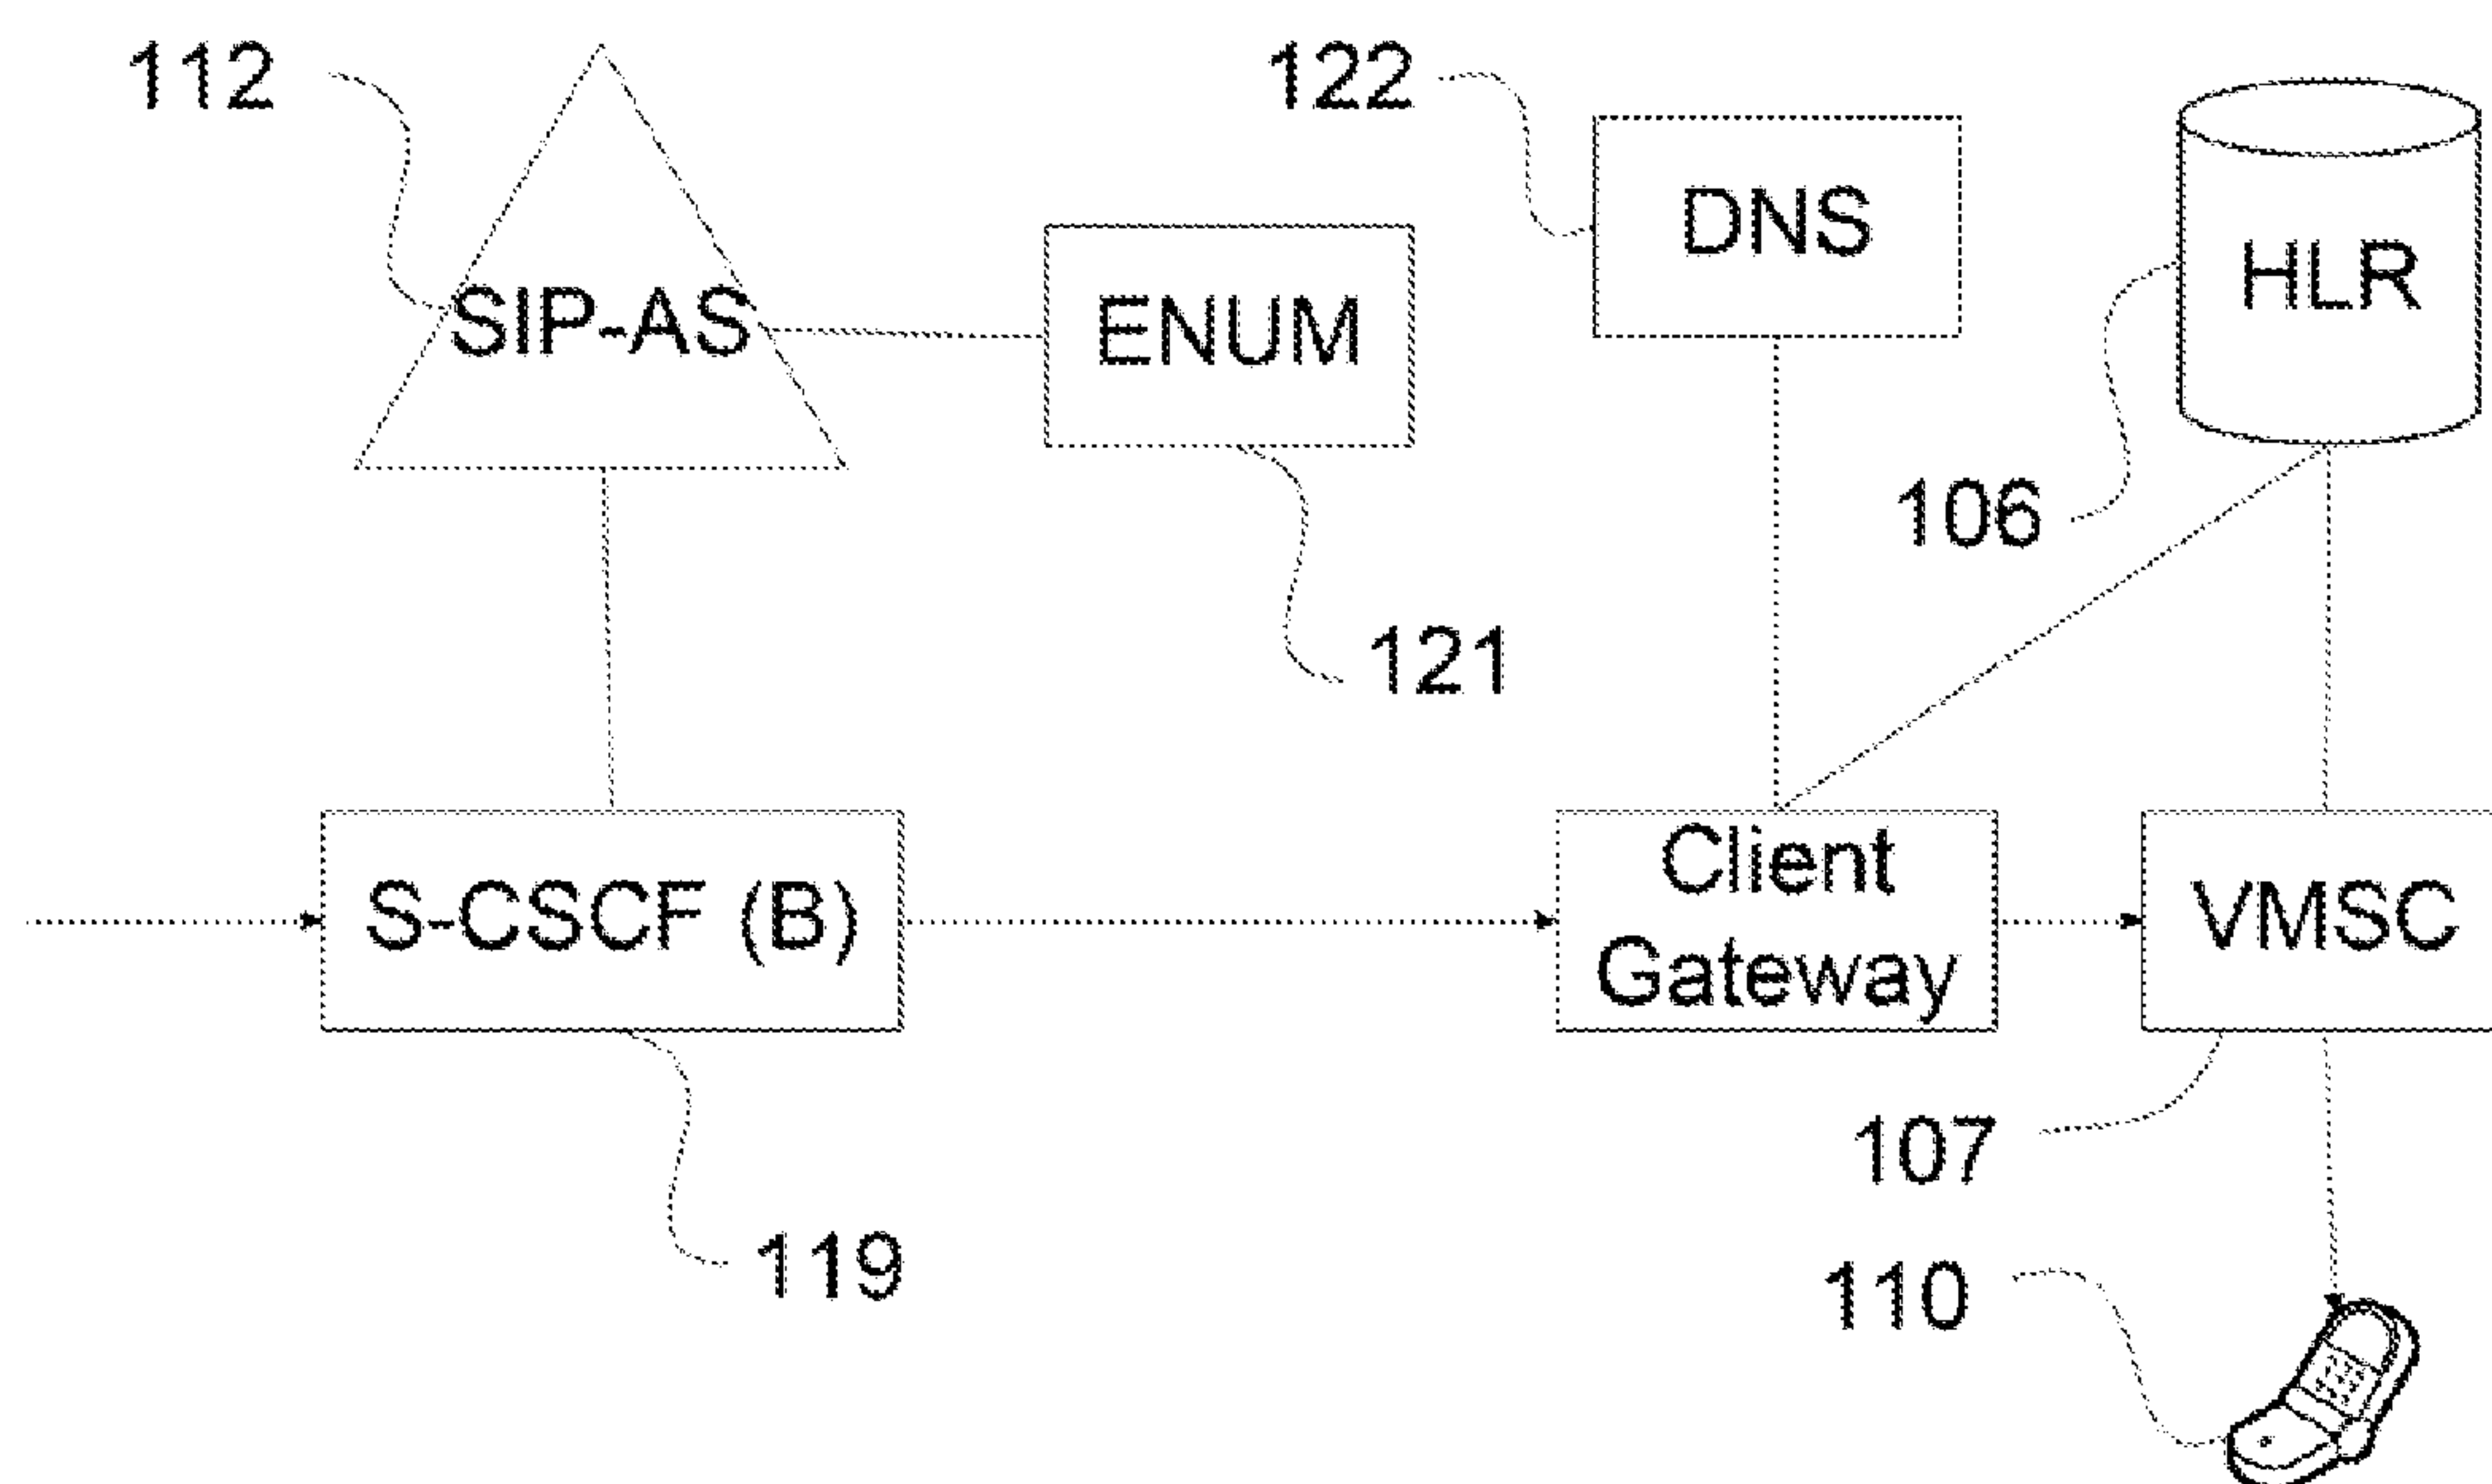 112
122
DNS
HLR
SIP-AS
ENUM
106
121
Client
Gateway
S-CSCF (B)
VMSC
107
119
110